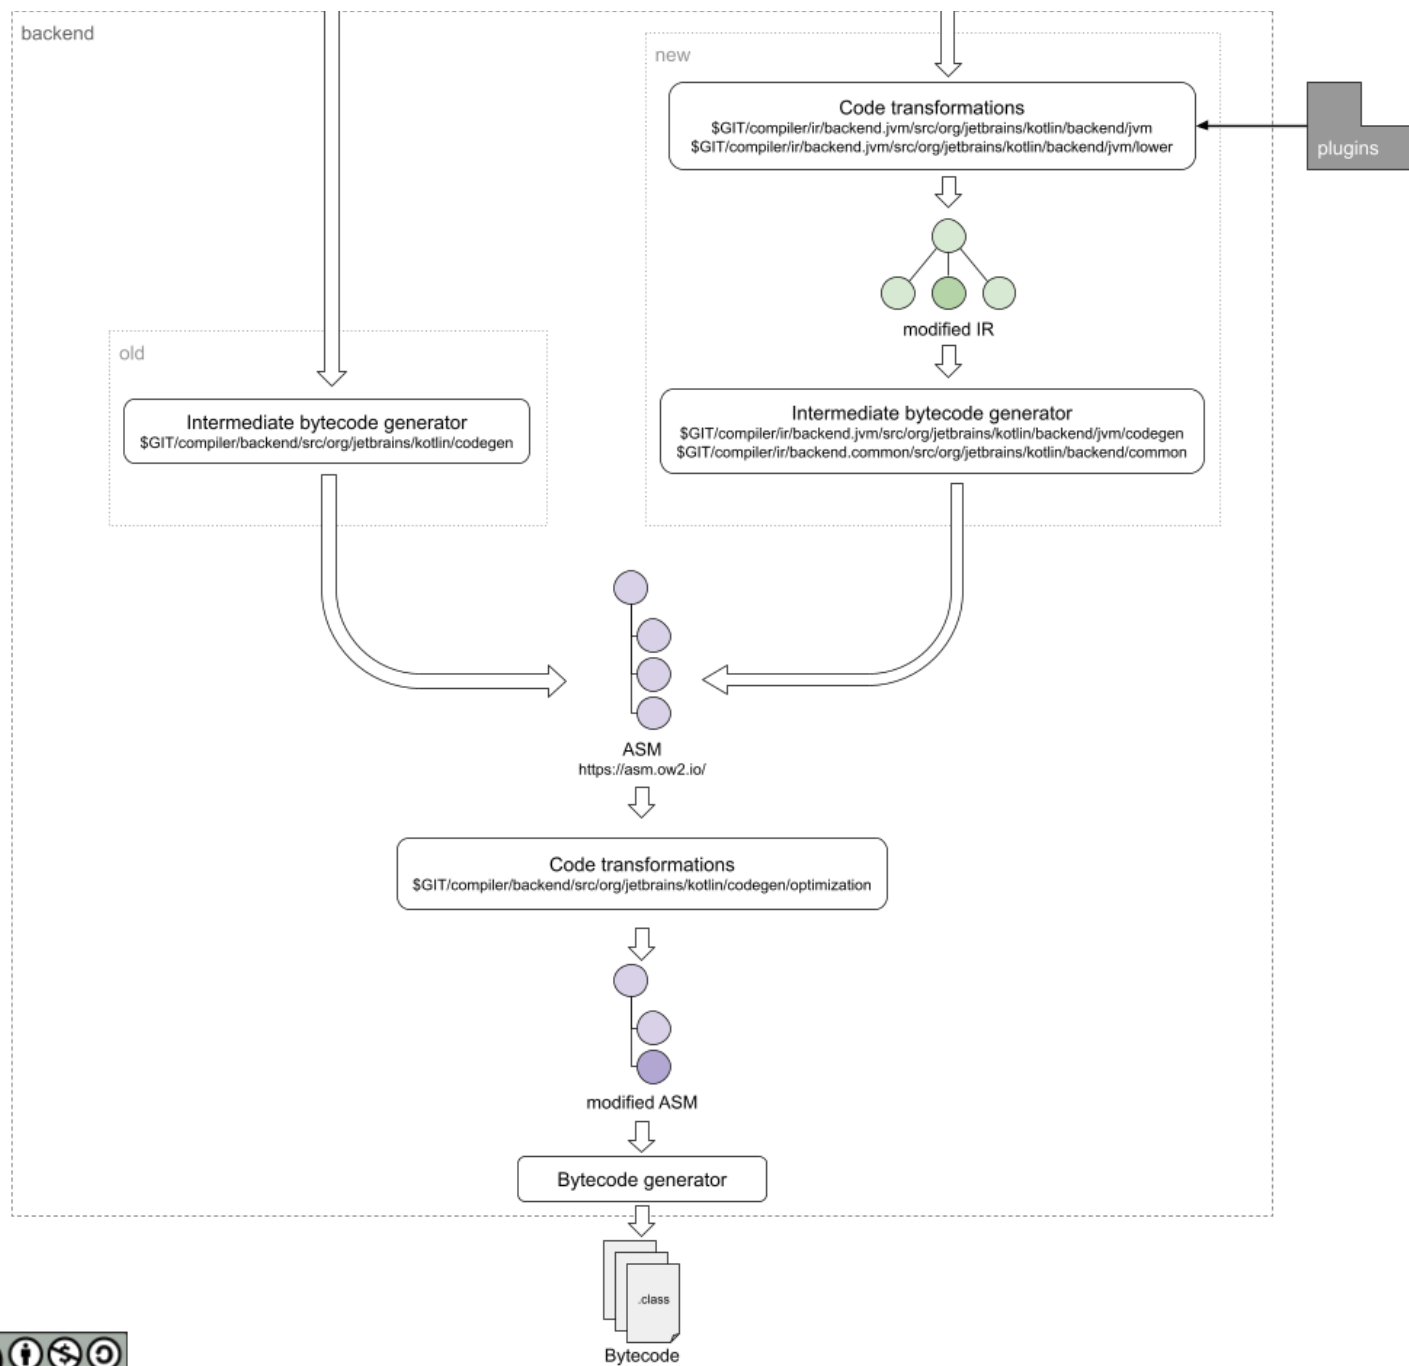 backend
new
Code transformations
$GIT/compiler/ir/backend.jvm/src/org/jetbrains/kotlin/backend/jvm
$GIT/compiler/ir/backend.jvm/src/org/jetbrains/kotlin/backend/jvm/lower
plugins
modified IR
old
Intermediate bytecode generator
$GIT/compiler/backend/src/org/jetbrains/kotlin/codegen
Intermediate bytecode generator
$GIT/compiler/ir/backend.jvm/src/org/jetbrains/kotlin/backend/jvm/codegen
$GIT/compiler/ir/backend.common/src/org/jetbrains/kotlin/backend/common
ASM
https://asm.ow2.io/
Code transformations
$GIT/compiler/backend/src/org/jetbrains/kotlin/codegen/optimization
modified ASM
Bytecode generator
.class
Bytecode